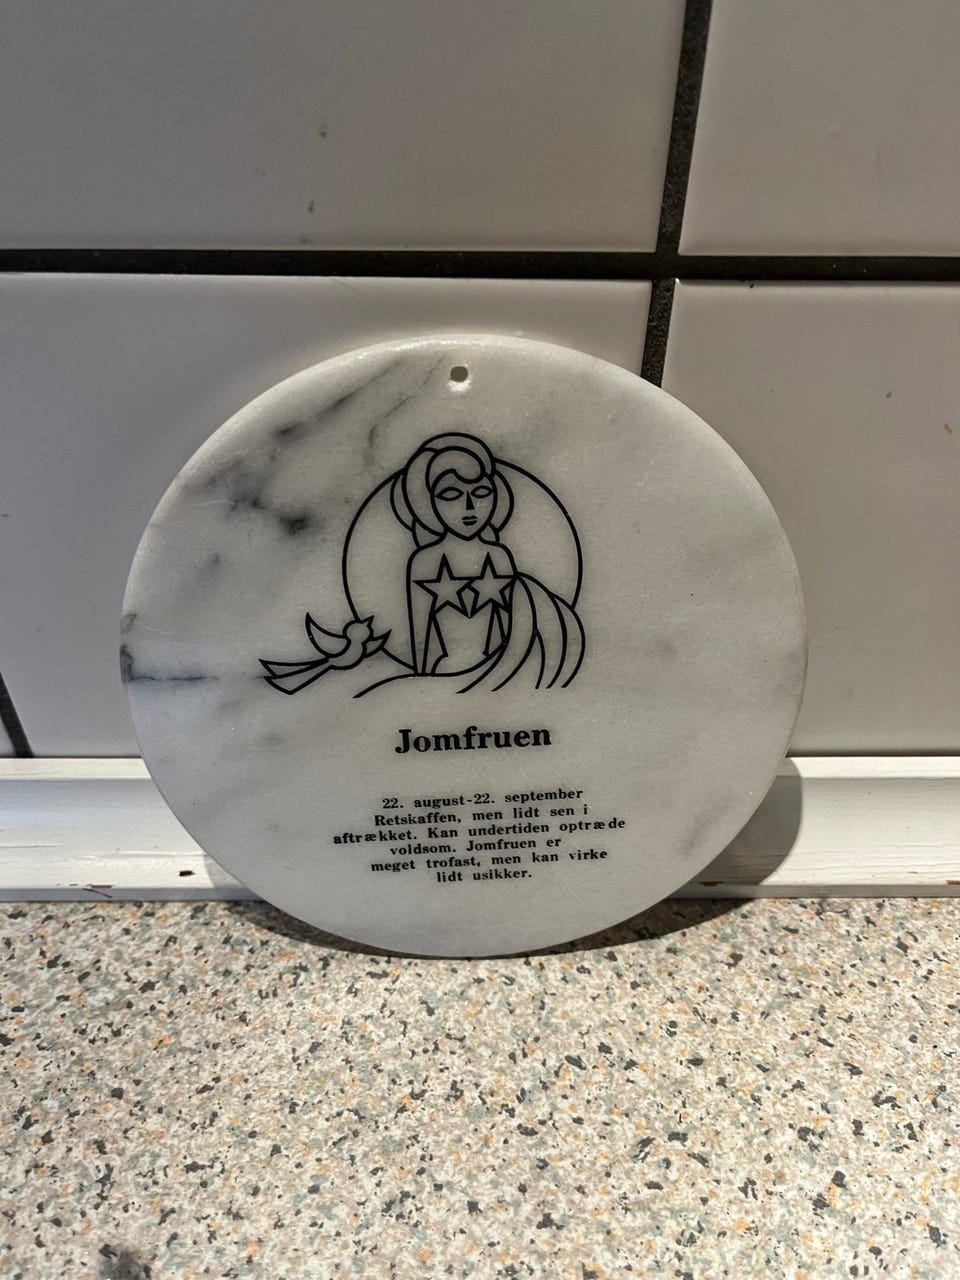 Jomfruen
22. august-22. september
Retskaffen, men lidt sen i
aftrækket. Kan undertiden optræde
voldsom. Jomfruen er
meget trofast, men kan virke
lidt usikker.